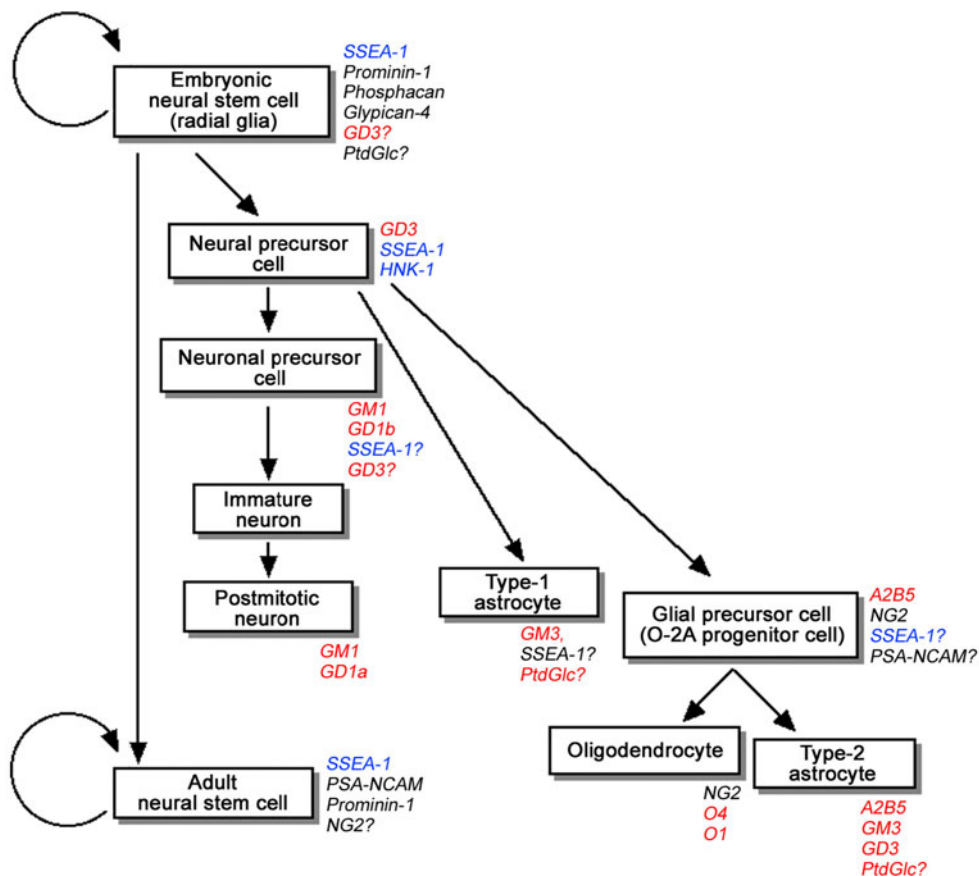 SSEA-1
Embryonic
neural stem cell
(radial glia)
Prominin-1
Phosphacan
Glypican-4
GD3?
PtdGlc?
Neural precursor
cell
GD3
SSEA-1
HNK-1
Neuronal precursor
cell
GM1
GD1b
SSEA-1?
GD3?
Immature
neuron
Postmitotic
neuron
GM1
GD1a
Type-1
astrocyte
GM3,
SSEA-1?
PtdGlc?
Glial precursor cell
(O-2A progenitor cell)
A2B5
NG2
SSEA-1?
PSA-NCAM?
Oligodendrocyte
NG2
O4
O1
Type-2
astrocyte
A2B5
GM3
GD3
PtdGlc?
Adult
neural stem cell
SSEA-1
PSA-NCAM
Prominin-1
NG2?